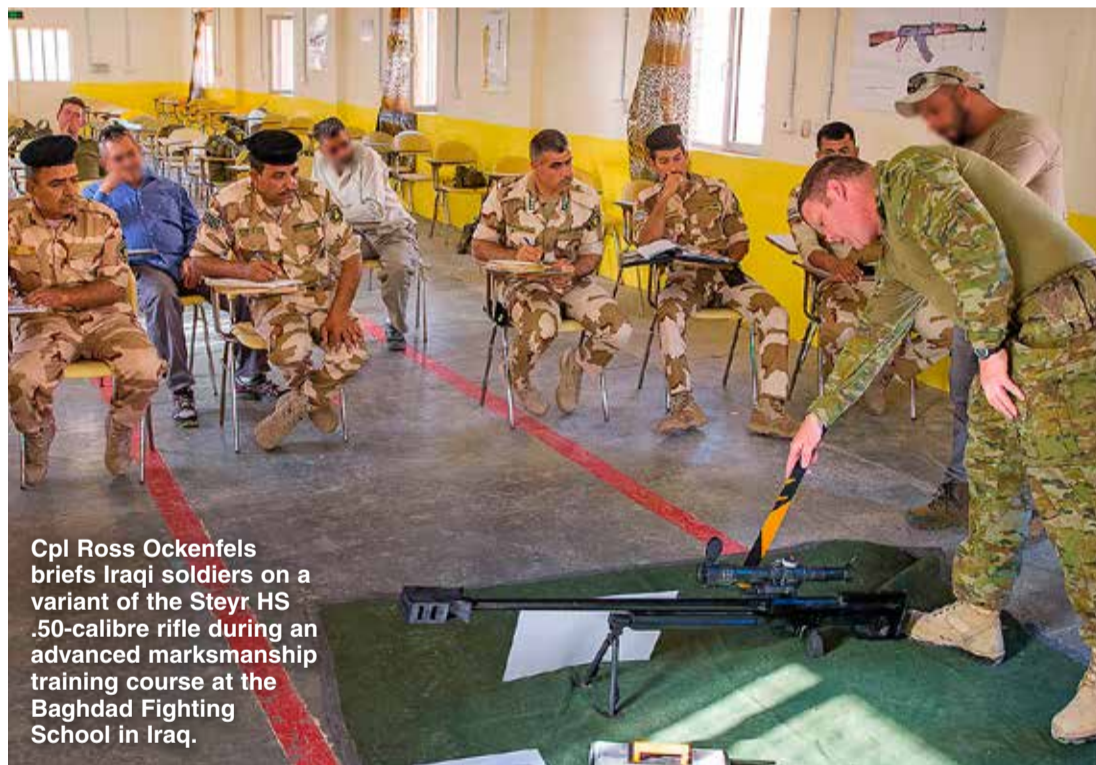 Cpl Ross Ockenfels
briefs Iraqi soldiers on a
variant of the Steyr HS
.50-calibre rifle during an
advanced marksmanship
training course at the
Baghdad Fighting
School in Iraq.